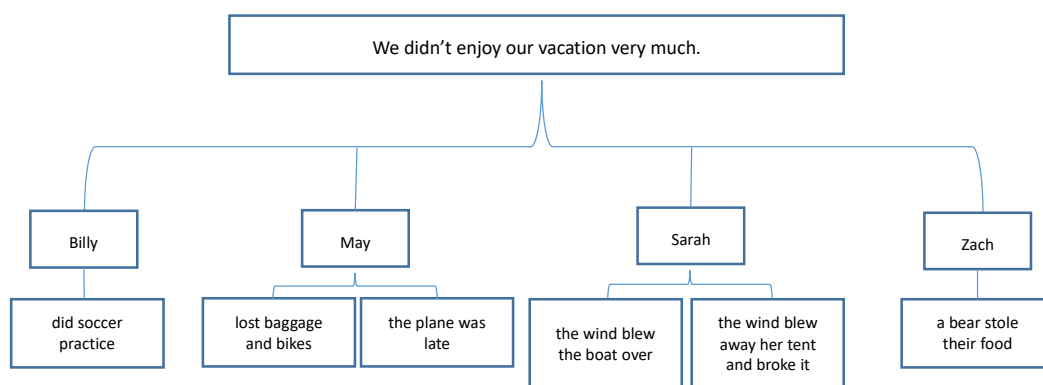 We didn’t enjoy our vacation very much.
Billy
May
Sarah
Zach
did soccer
practice
lost baggage
and bikes
the plane was
late
the wind blew
the boat over
the wind blew
away her tent
and broke it
a bear stole
their food